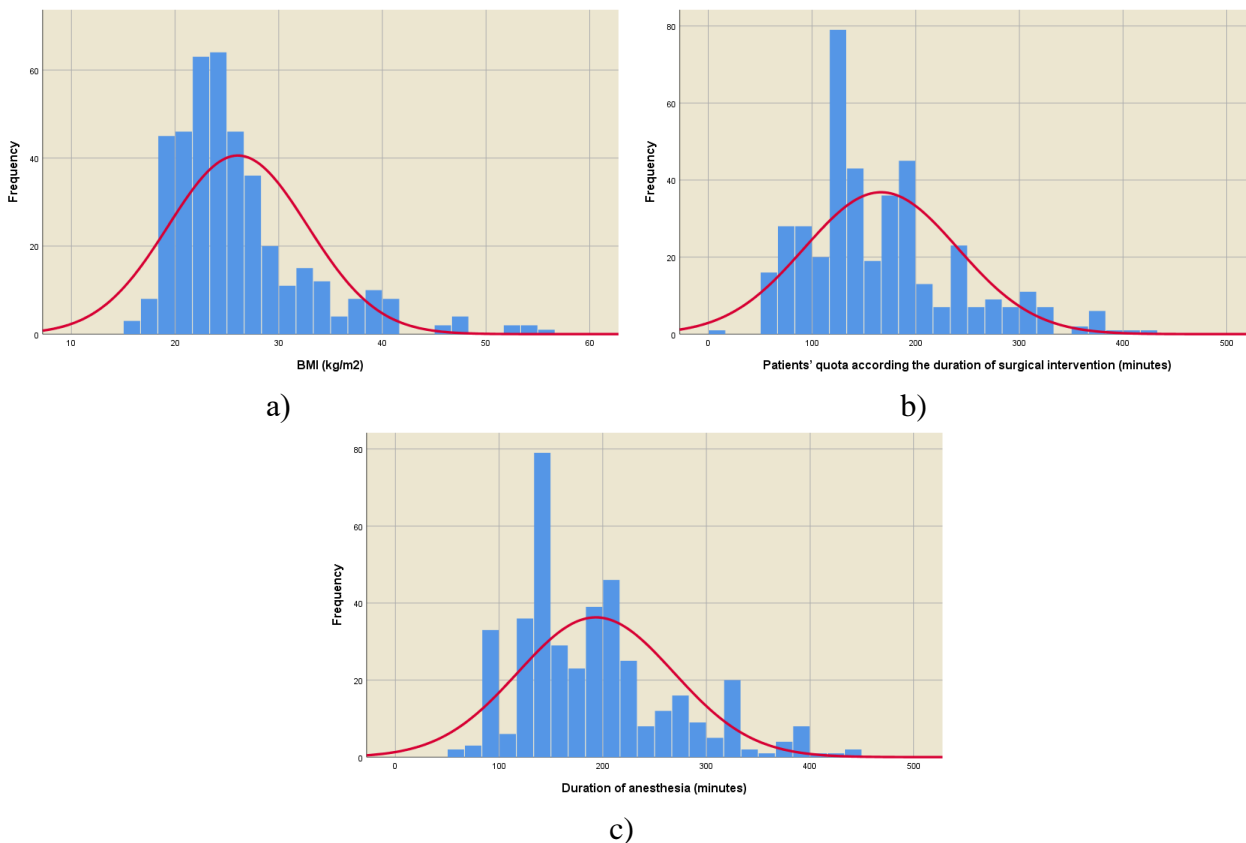 60
40
20
0
Frequency
10 20 30 40 50 60
BMI (kg/m2)
a)
80
60
40
20
0
Frequency
0 100 200 300 400 500
Patients’ quota according the duration of surgical intervention (minutes)
b)
80
60
40
20
0
Frequency
0 100 200 300 400 500
Duration of anesthesia (minutes)
c)